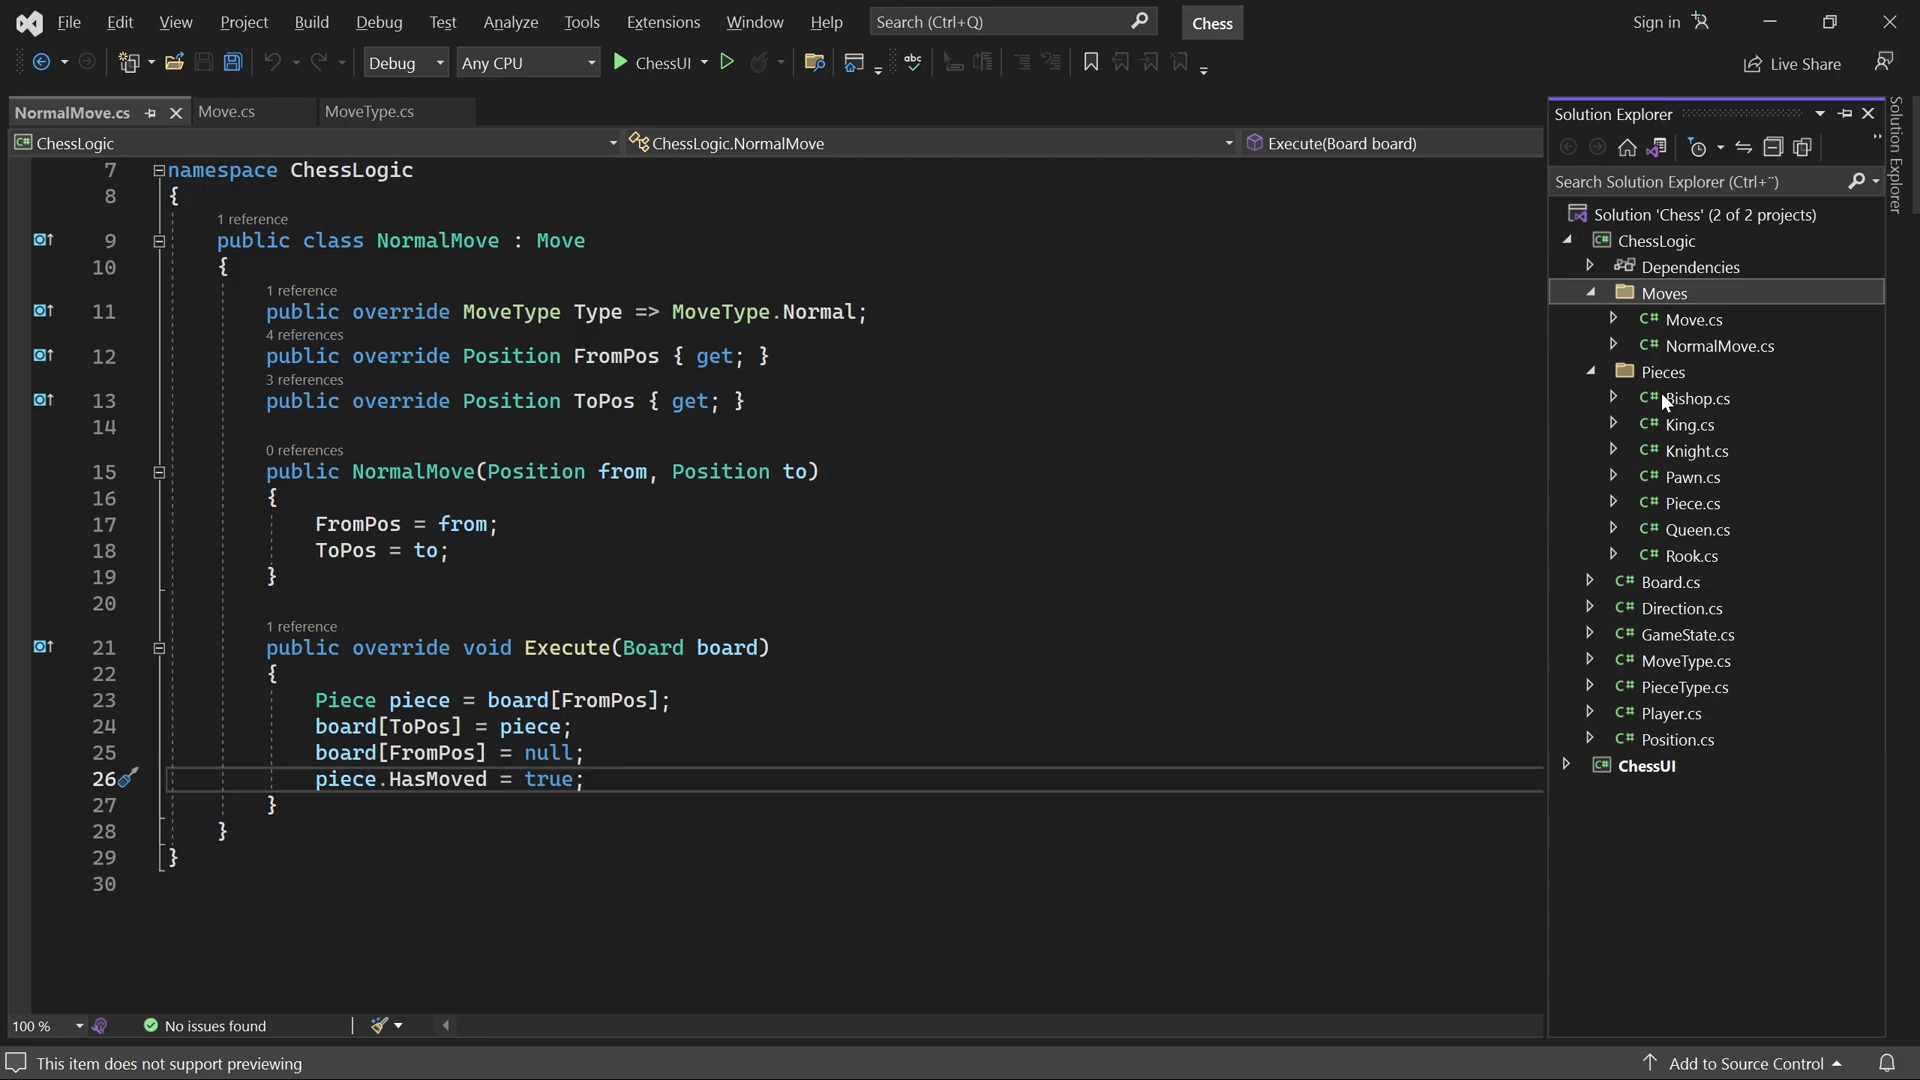 File Edit View Project Build Debug Test Analyze Tools Extensions Window Help Search (Ctrl+Q) Chess Sign in
Debug Any CPU ChessUI Live Share
NormalMove.cs Move.cs MoveType.cs
ChessLogic ChessLogic.NormalMove Execute(Board board)
7 namespace ChessLogic
8 {
1 reference
9 public class NormalMove : Move
10 {
1 reference
11 public override MoveType Type => MoveType.Normal;
4 references
12 public override Position FromPos { get; }
3 references
13 public override Position ToPos { get; }
14
0 references
15 public NormalMove(Position from, Position to)
16 {
17 FromPos = from;
18 ToPos = to;
19 }
20
1 reference
21 public override void Execute(Board board)
22 {
23 Piece piece = board[FromPos];
24 board[ToPos] = piece;
25 board[FromPos] = null;
26 piece.HasMoved = true;
27 }
28 }
29 }
30
100 % No issues found
Solution Explorer
Search Solution Explorer (Ctrl+¨)
Solution 'Chess' (2 of 2 projects)
C# ChessLogic
Dependencies
Moves
C# Move.cs
C# NormalMove.cs
Pieces
C# Bishop.cs
C# King.cs
C# Knight.cs
C# Pawn.cs
C# Piece.cs
C# Queen.cs
C# Rook.cs
C# Board.cs
C# Direction.cs
C# GameState.cs
C# MoveType.cs
C# PieceType.cs
C# Player.cs
C# Position.cs
C# ChessUI
Solution Explorer
This item does not support previewing Add to Source Control